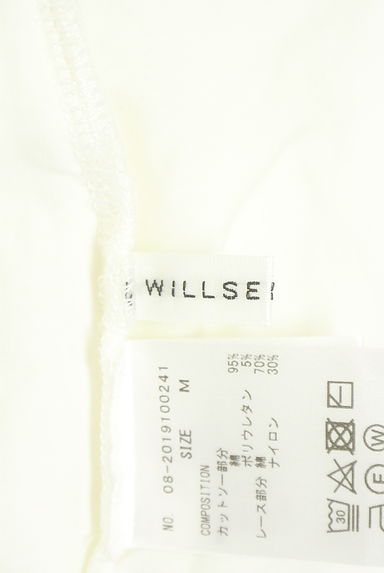 WILLSE
NO 08-2019100241
SIZE M
COMPOSITION
カットソー部分
綿 95%
ポリウレタン 5%
レース部分 綿 70%
ナイロン 30%
30
F
W